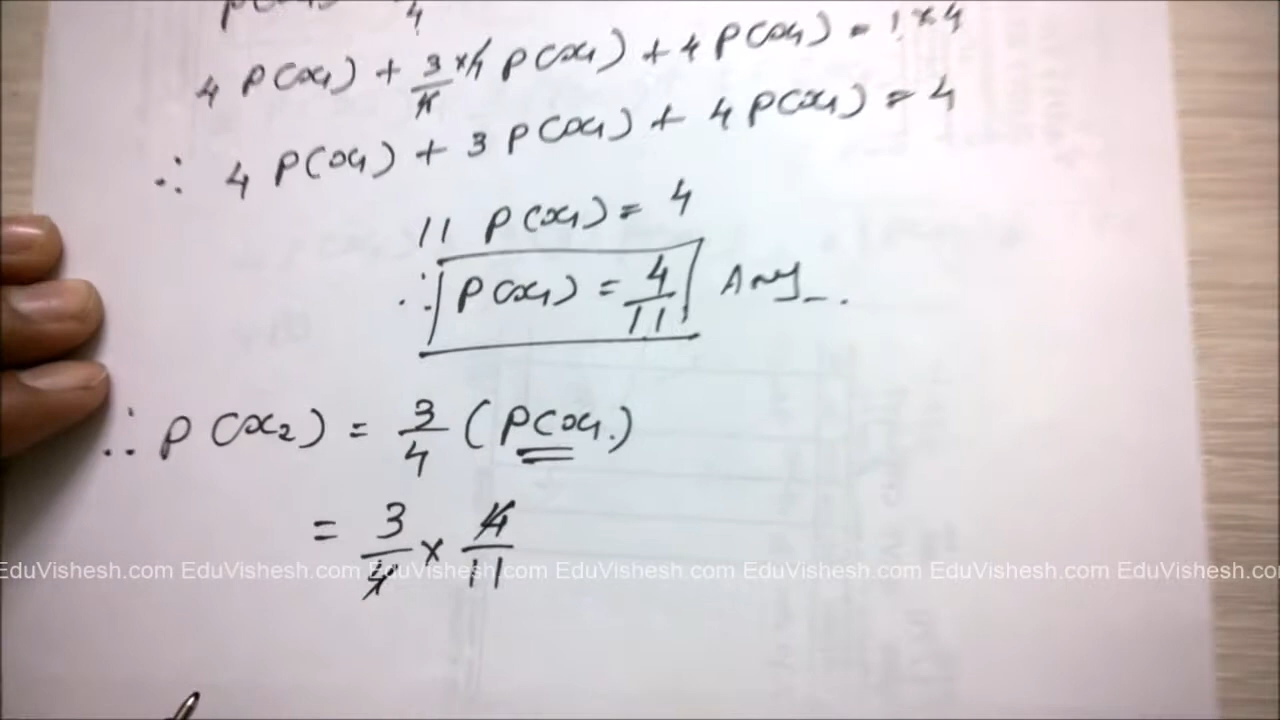 4 P(x₁) + 3/4 ×4 P(x₁) + 4 P(x₁) = 1 × 4
∴ 4 P(x₁) + 3 P(x₁) + 4 P(x₁) = 4
11 P(x₁) = 4
∴ P(x₁) = 4/11 Ans.
∴ P(x₂) = 3/4 (P(x₁)
= 3/4 × 4/11
EduVishesh.com EduVishesh.com EduVishesh.com EduVishesh.com EduVishesh.com EduVishesh.com EduVishesh.co